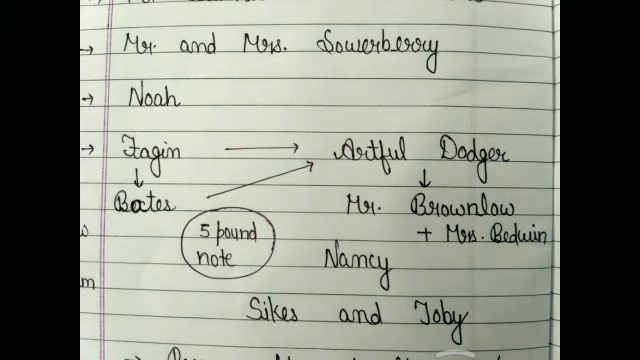 → Mr. and Mrs. Sowerberry
→ Noah
→ Fagin → Artful Dodger
↓ ↓
Bates Mr. Brownlow
5 pound + Mrs. Bedwin
note
Nancy
Sikes and Toby